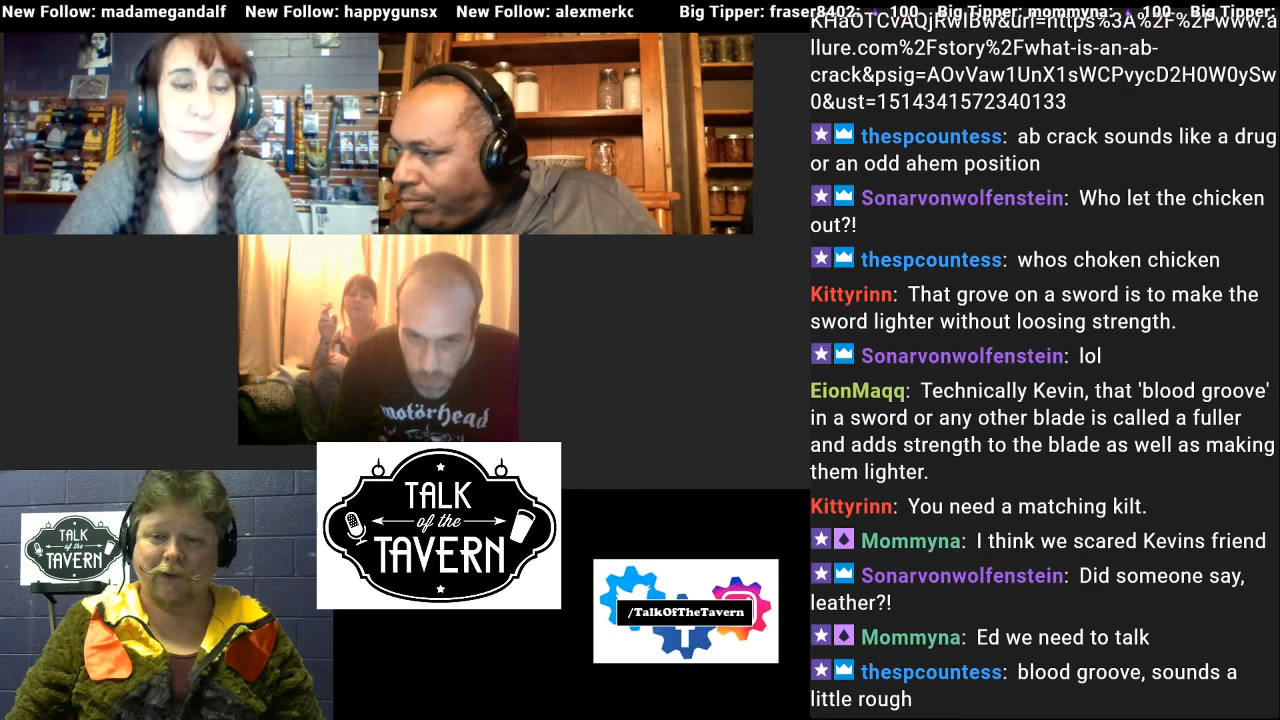 New Follow: madamegandalf New Follow: happygunsx New Follow: alexmerko Big Tipper: fraser8402: 100 Big Tipper: mommyna: 100 Big Tipper:
KHaOTCvAQjRwIBw&url=https%3A%2F%2Fwww.a
llure.com%2Fstory%2Fwhat-is-an-ab-
crack&psig=AOvVaw1UnX1sWCPvycD2H0W0ySw
0&ust=1514341572340133
thespcountess: ab crack sounds like a drug
or an odd ahem position
Sonarvonwolfenstein: Who let the chicken
out?!
thespcountess: whos choken chicken
Kittyrinn: That grove on a sword is to make the
sword lighter without loosing strength.
Sonarvonwolfenstein: lol
EionMaqq: Technically Kevin, that 'blood groove'
in a sword or any other blade is called a fuller
and adds strength to the blade as well as making
them lighter.
Kittyrinn: You need a matching kilt.
Mommyna: I think we scared Kevins friend
Sonarvonwolfenstein: Did someone say,
leather?!
Mommyna: Ed we need to talk
thespcountess: blood groove, sounds a
little rough
motörhead
TALK
of the
TAVERN
TALK
of the
TAVERN
/TalkOfTheTavern